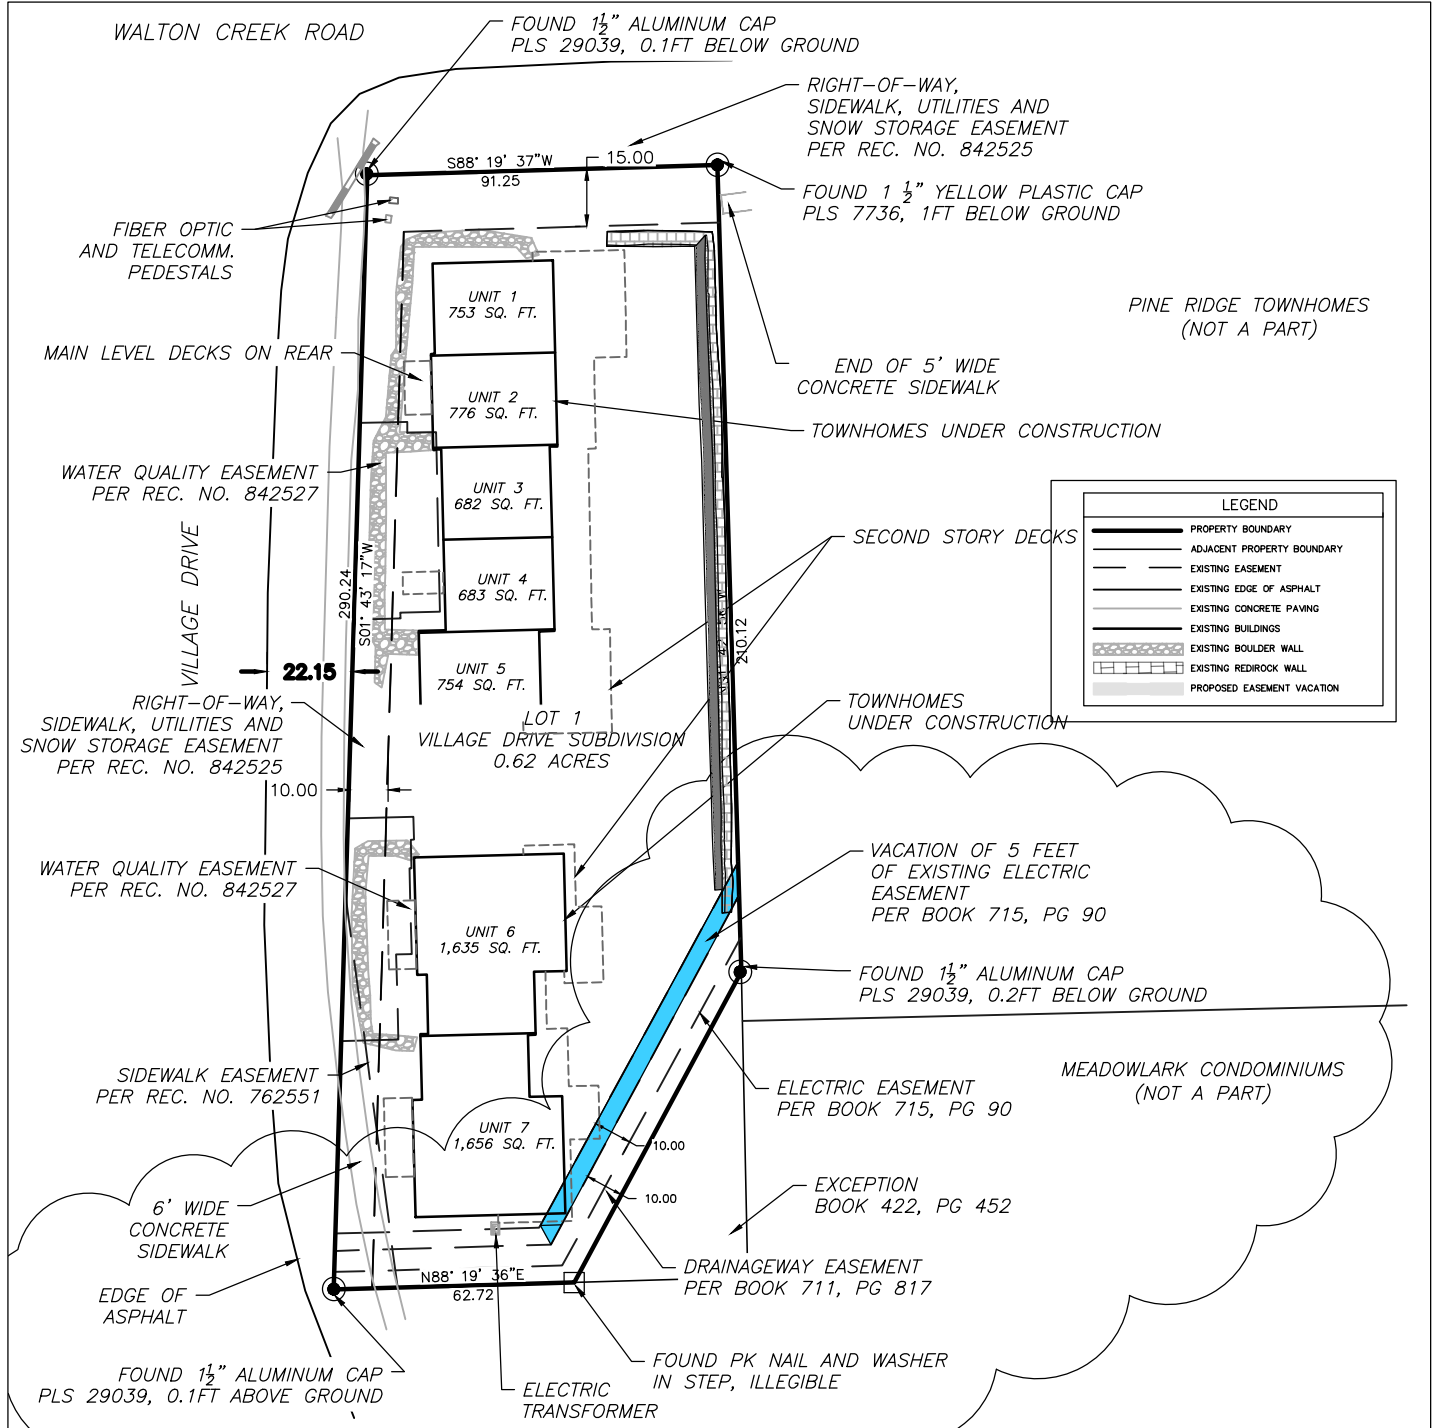 WALTON CREEK ROAD
FOUND 1½" ALUMINUM CAP
PLS 29039, 0.1FT BELOW GROUND
RIGHT-OF-WAY,
SIDEWALK, UTILITIES AND
SNOW STORAGE EASEMENT
PER REC. NO. 842525
S88° 19' 37"W
91.25
15.00
FOUND 1 ½" YELLOW PLASTIC CAP
PLS 7736, 1FT BELOW GROUND
FIBER OPTIC
AND TELECOMM.
PEDESTALS
UNIT 1
753 SQ. FT.
PINE RIDGE TOWNHOMES
(NOT A PART)
MAIN LEVEL DECKS ON REAR
END OF 5' WIDE
CONCRETE SIDEWALK
UNIT 2
776 SQ. FT.
TOWNHOMES UNDER CONSTRUCTION
WATER QUALITY EASEMENT
PER REC. NO. 842527
UNIT 3
682 SQ. FT.
LEGEND
PROPERTY BOUNDARY
ADJACENT PROPERTY BOUNDARY
EXISTING EASEMENT
EXISTING EDGE OF ASPHALT
EXISTING CONCRETE PAVING
EXISTING BUILDINGS
EXISTING BOULDER WALL
EXISTING REDIROCK WALL
PROPOSED EASEMENT VACATION
SECOND STORY DECKS
VILLAGE DRIVE
290.24
S01° 43' 17"W
UNIT 4
683 SQ. FT.
210.12
22.15
UNIT 5
754 SQ. FT.
RIGHT-OF-WAY,
SIDEWALK, UTILITIES AND
SNOW STORAGE EASEMENT
PER REC. NO. 842525
LOT 1
VILLAGE DRIVE SUBDIVISION
0.62 ACRES
TOWNHOMES
UNDER CONSTRUCTION
10.00
WATER QUALITY EASEMENT
PER REC. NO. 842527
VACATION OF 5 FEET
OF EXISTING ELECTRIC
EASEMENT
PER BOOK 715, PG 90
UNIT 6
1,635 SQ. FT.
FOUND 1½" ALUMINUM CAP
PLS 29039, 0.2FT BELOW GROUND
SIDEWALK EASEMENT
PER REC. NO. 762551
ELECTRIC EASEMENT
PER BOOK 715, PG 90
MEADOWLARK CONDOMINIUMS
(NOT A PART)
UNIT 7
1,656 SQ. FT.
10.00
10.00
6' WIDE
CONCRETE
SIDEWALK
EXCEPTION
BOOK 422, PG 452
DRAINAGEWAY EASEMENT
PER BOOK 711, PG 817
N88° 19' 36"E
62.72
EDGE OF
ASPHALT
FOUND 1½" ALUMINUM CAP
PLS 29039, 0.1FT ABOVE GROUND
ELECTRIC
TRANSFORMER
FOUND PK NAIL AND WASHER
IN STEP, ILLEGIBLE